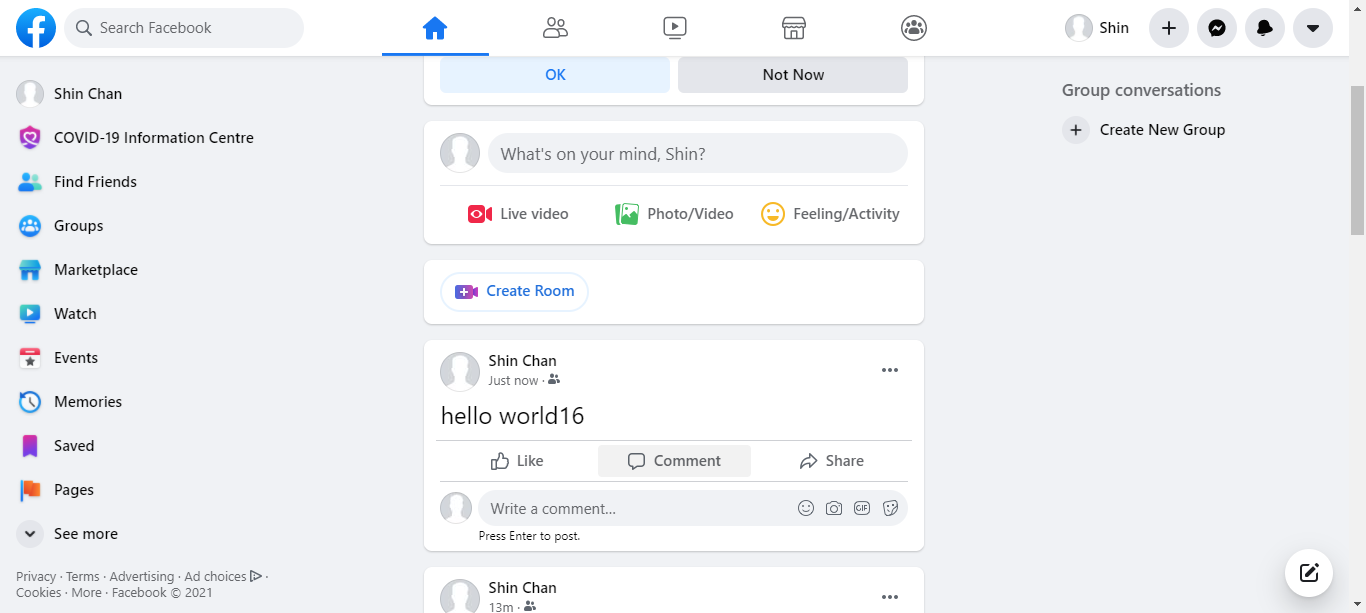 Search Facebook
Shin
Shin Chan
COVID-19 Information Centre
Find Friends
Groups
Marketplace
Watch
Events
Memories
Saved
Pages
See more
Privacy · Terms · Advertising · Ad choices ·
Cookies · More · Facebook © 2021
OK Not Now
What's on your mind, Shin?
Live video Photo/Video Feeling/Activity
Create Room
Shin Chan
Just now ·
hello world16
Like Comment Share
Write a comment...
GIF
Press Enter to post.
Shin Chan
13m ·
Group conversations
Create New Group